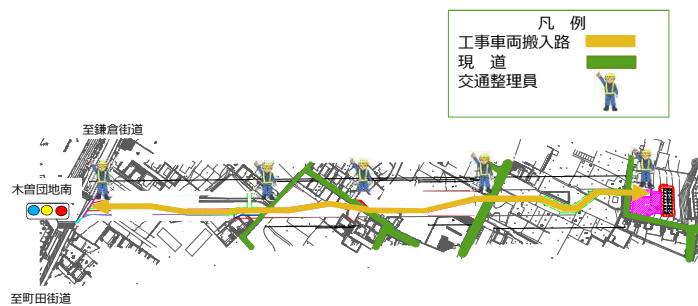 凡 例
工事車両搬入路
現 道
交通整理員
至鎌倉街道
木曽団地南
至町田街道